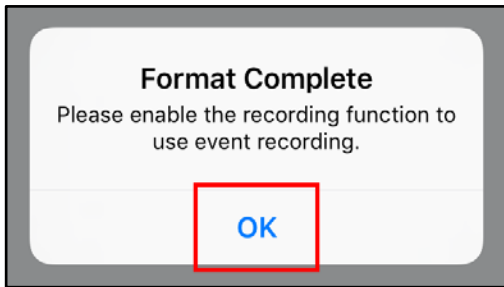 Format Complete
Please enable the recording function to
use event recording.
OK